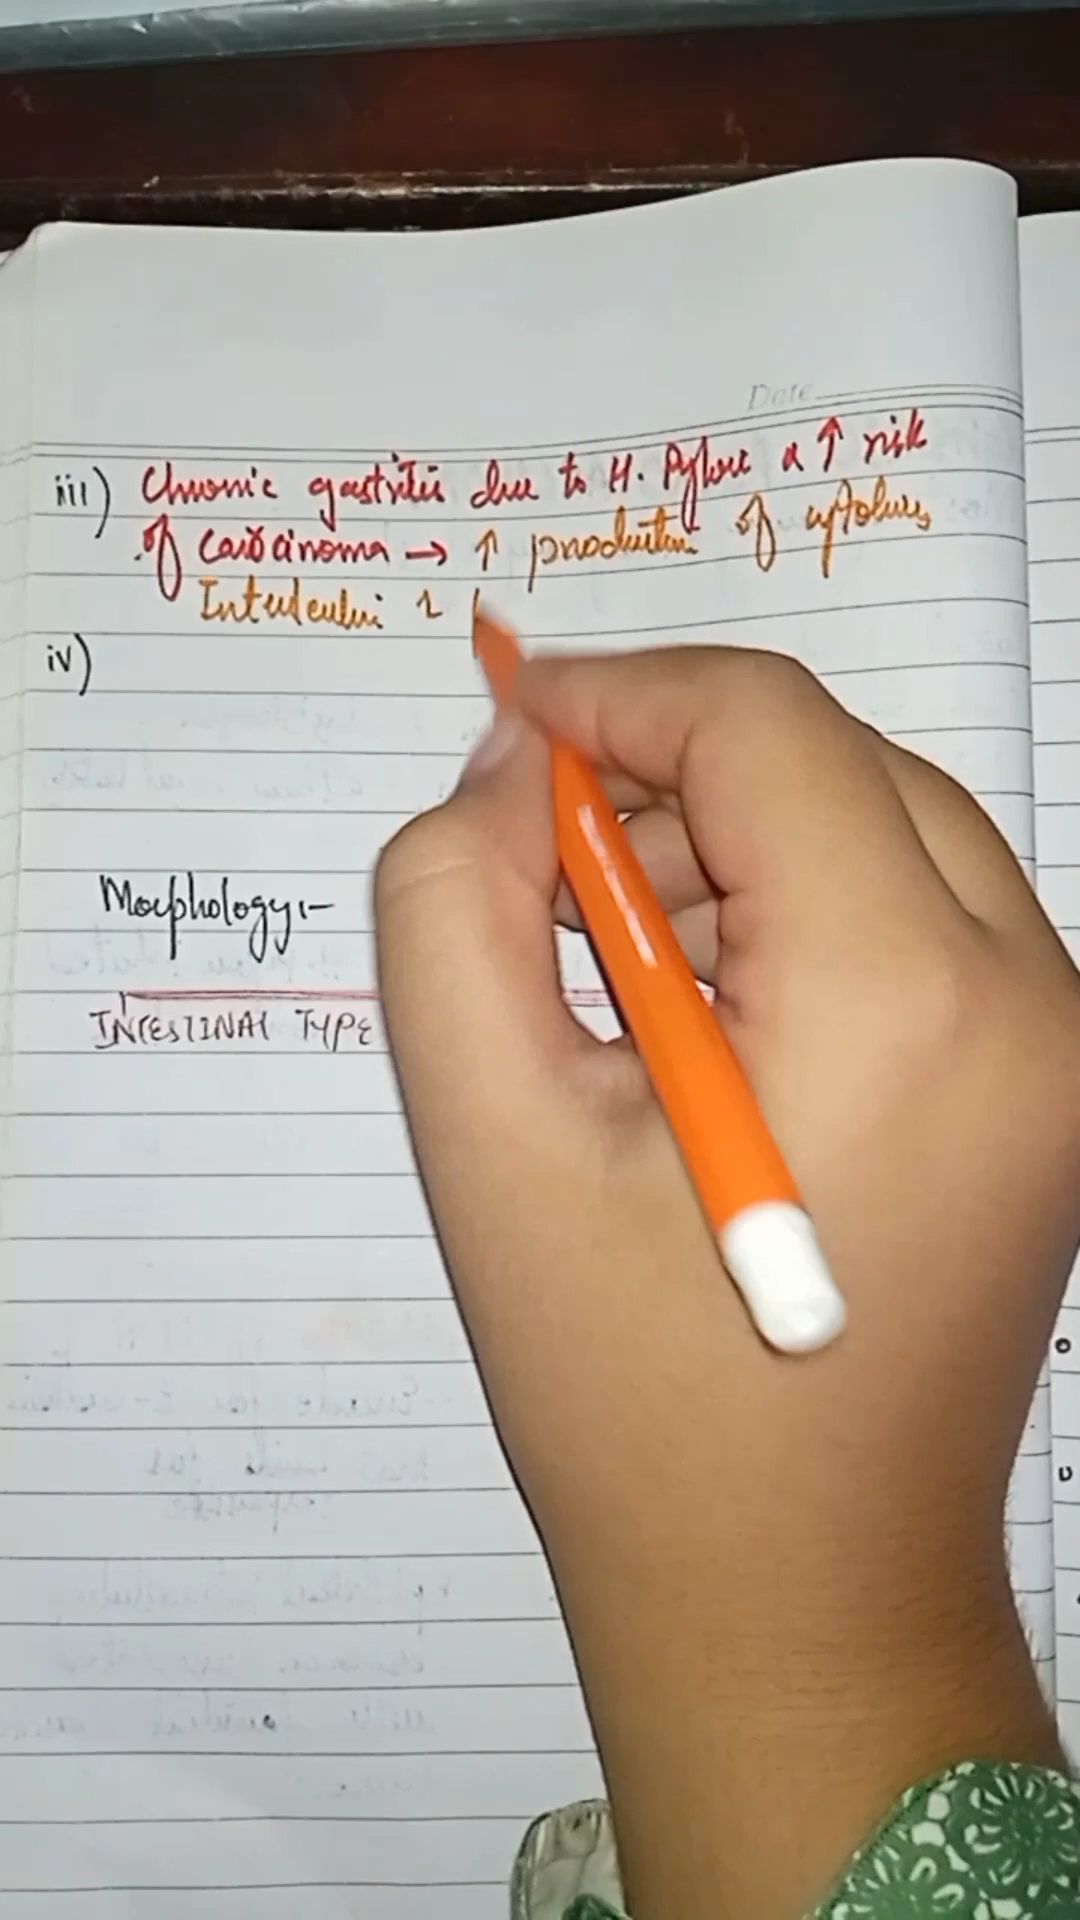 Date
iii) Chronic gastritis due to H. Pylori α ↑ risk
of Carcinoma → ↑ production of cytokines
Interleukin 1
iv)
Morphology:-
INTESTINAL TYPE